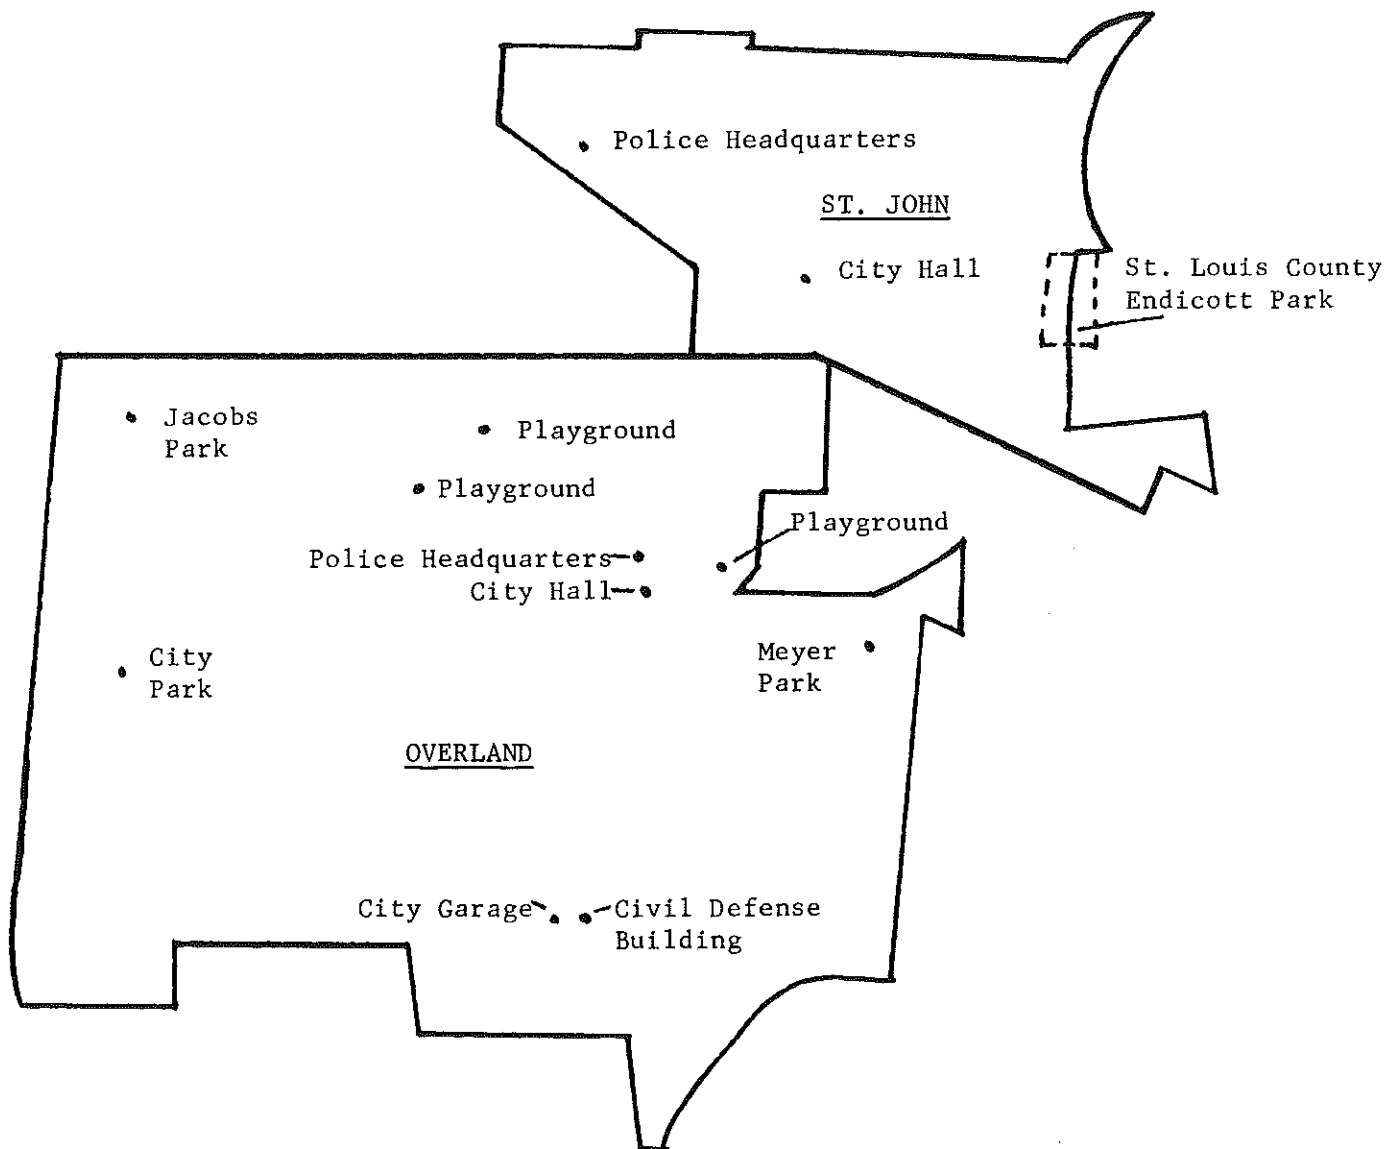 Police Headquarters
ST. JOHN
City Hall
St. Louis County
Endicott Park
Jacobs
Park
Playground
Playground
Playground
Police Headquarters
City Hall
City
Park
Meyer
Park
OVERLAND
City Garage
Civil Defense
Building